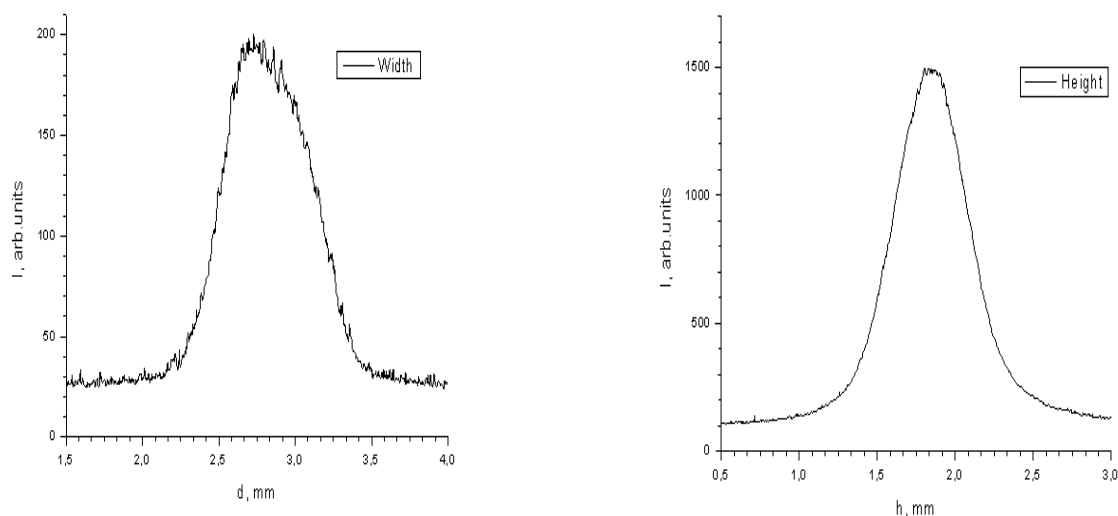 200
150
100
50
0
I, arb.units
Width
1,5 2,0 2,5 3,0 3,5 4,0
d, mm
1500
1000
500
0
I, arb.units
Height
0,5 1,0 1,5 2,0 2,5 3,0
h, mm